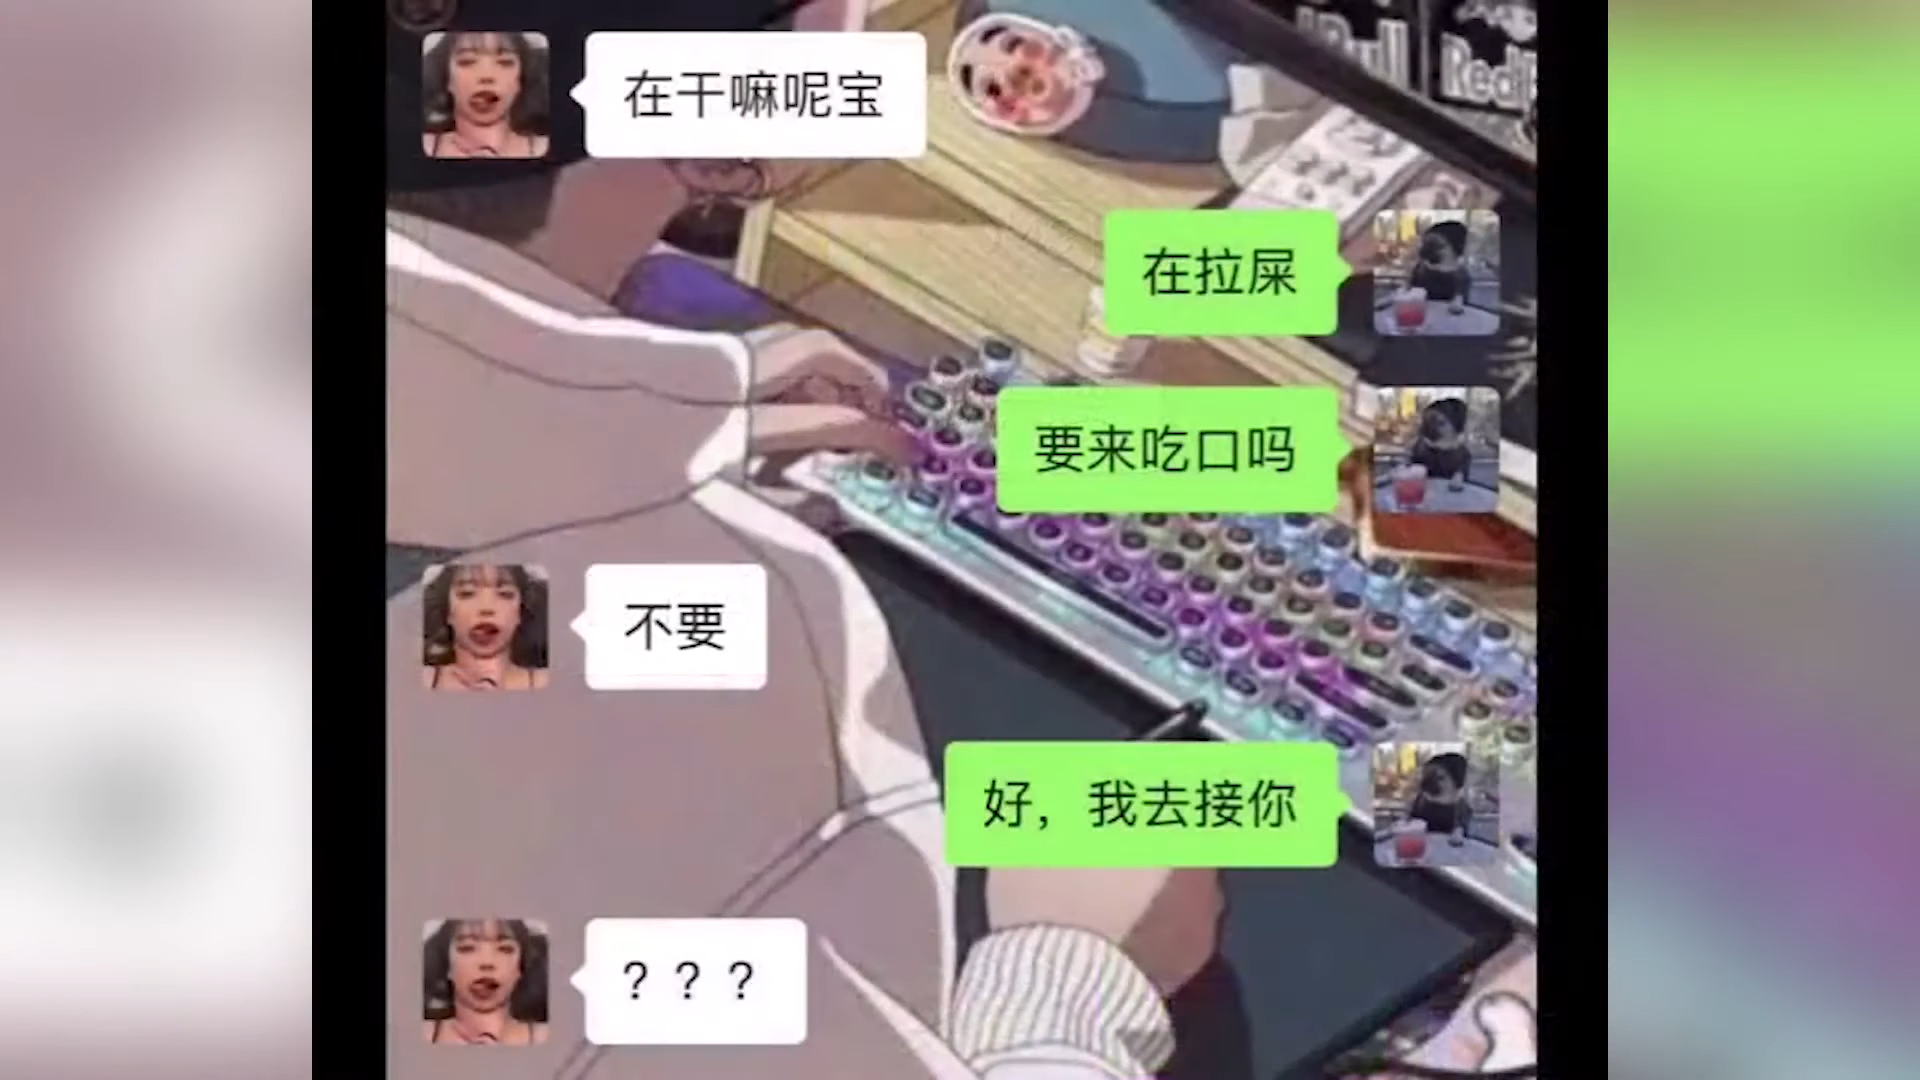 在干嘛呢宝
在拉屎
要来吃口吗
不要
好，我去接你
？？？